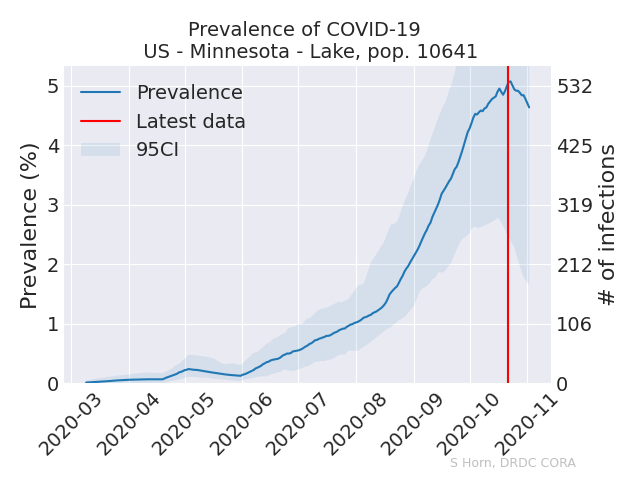 Prevalence of COVID-19
US - Minnesota - Lake, pop. 10641
Prevalence
Latest data
95CI
Prevalence (%)
5
4
3
2
1
0
# of infections
532
425
319
212
106
0
2020-03
2020-04
2020-05
2020-06
2020-07
2020-08
2020-09
2020-10
2020-11
S Horn, DRDC CORA